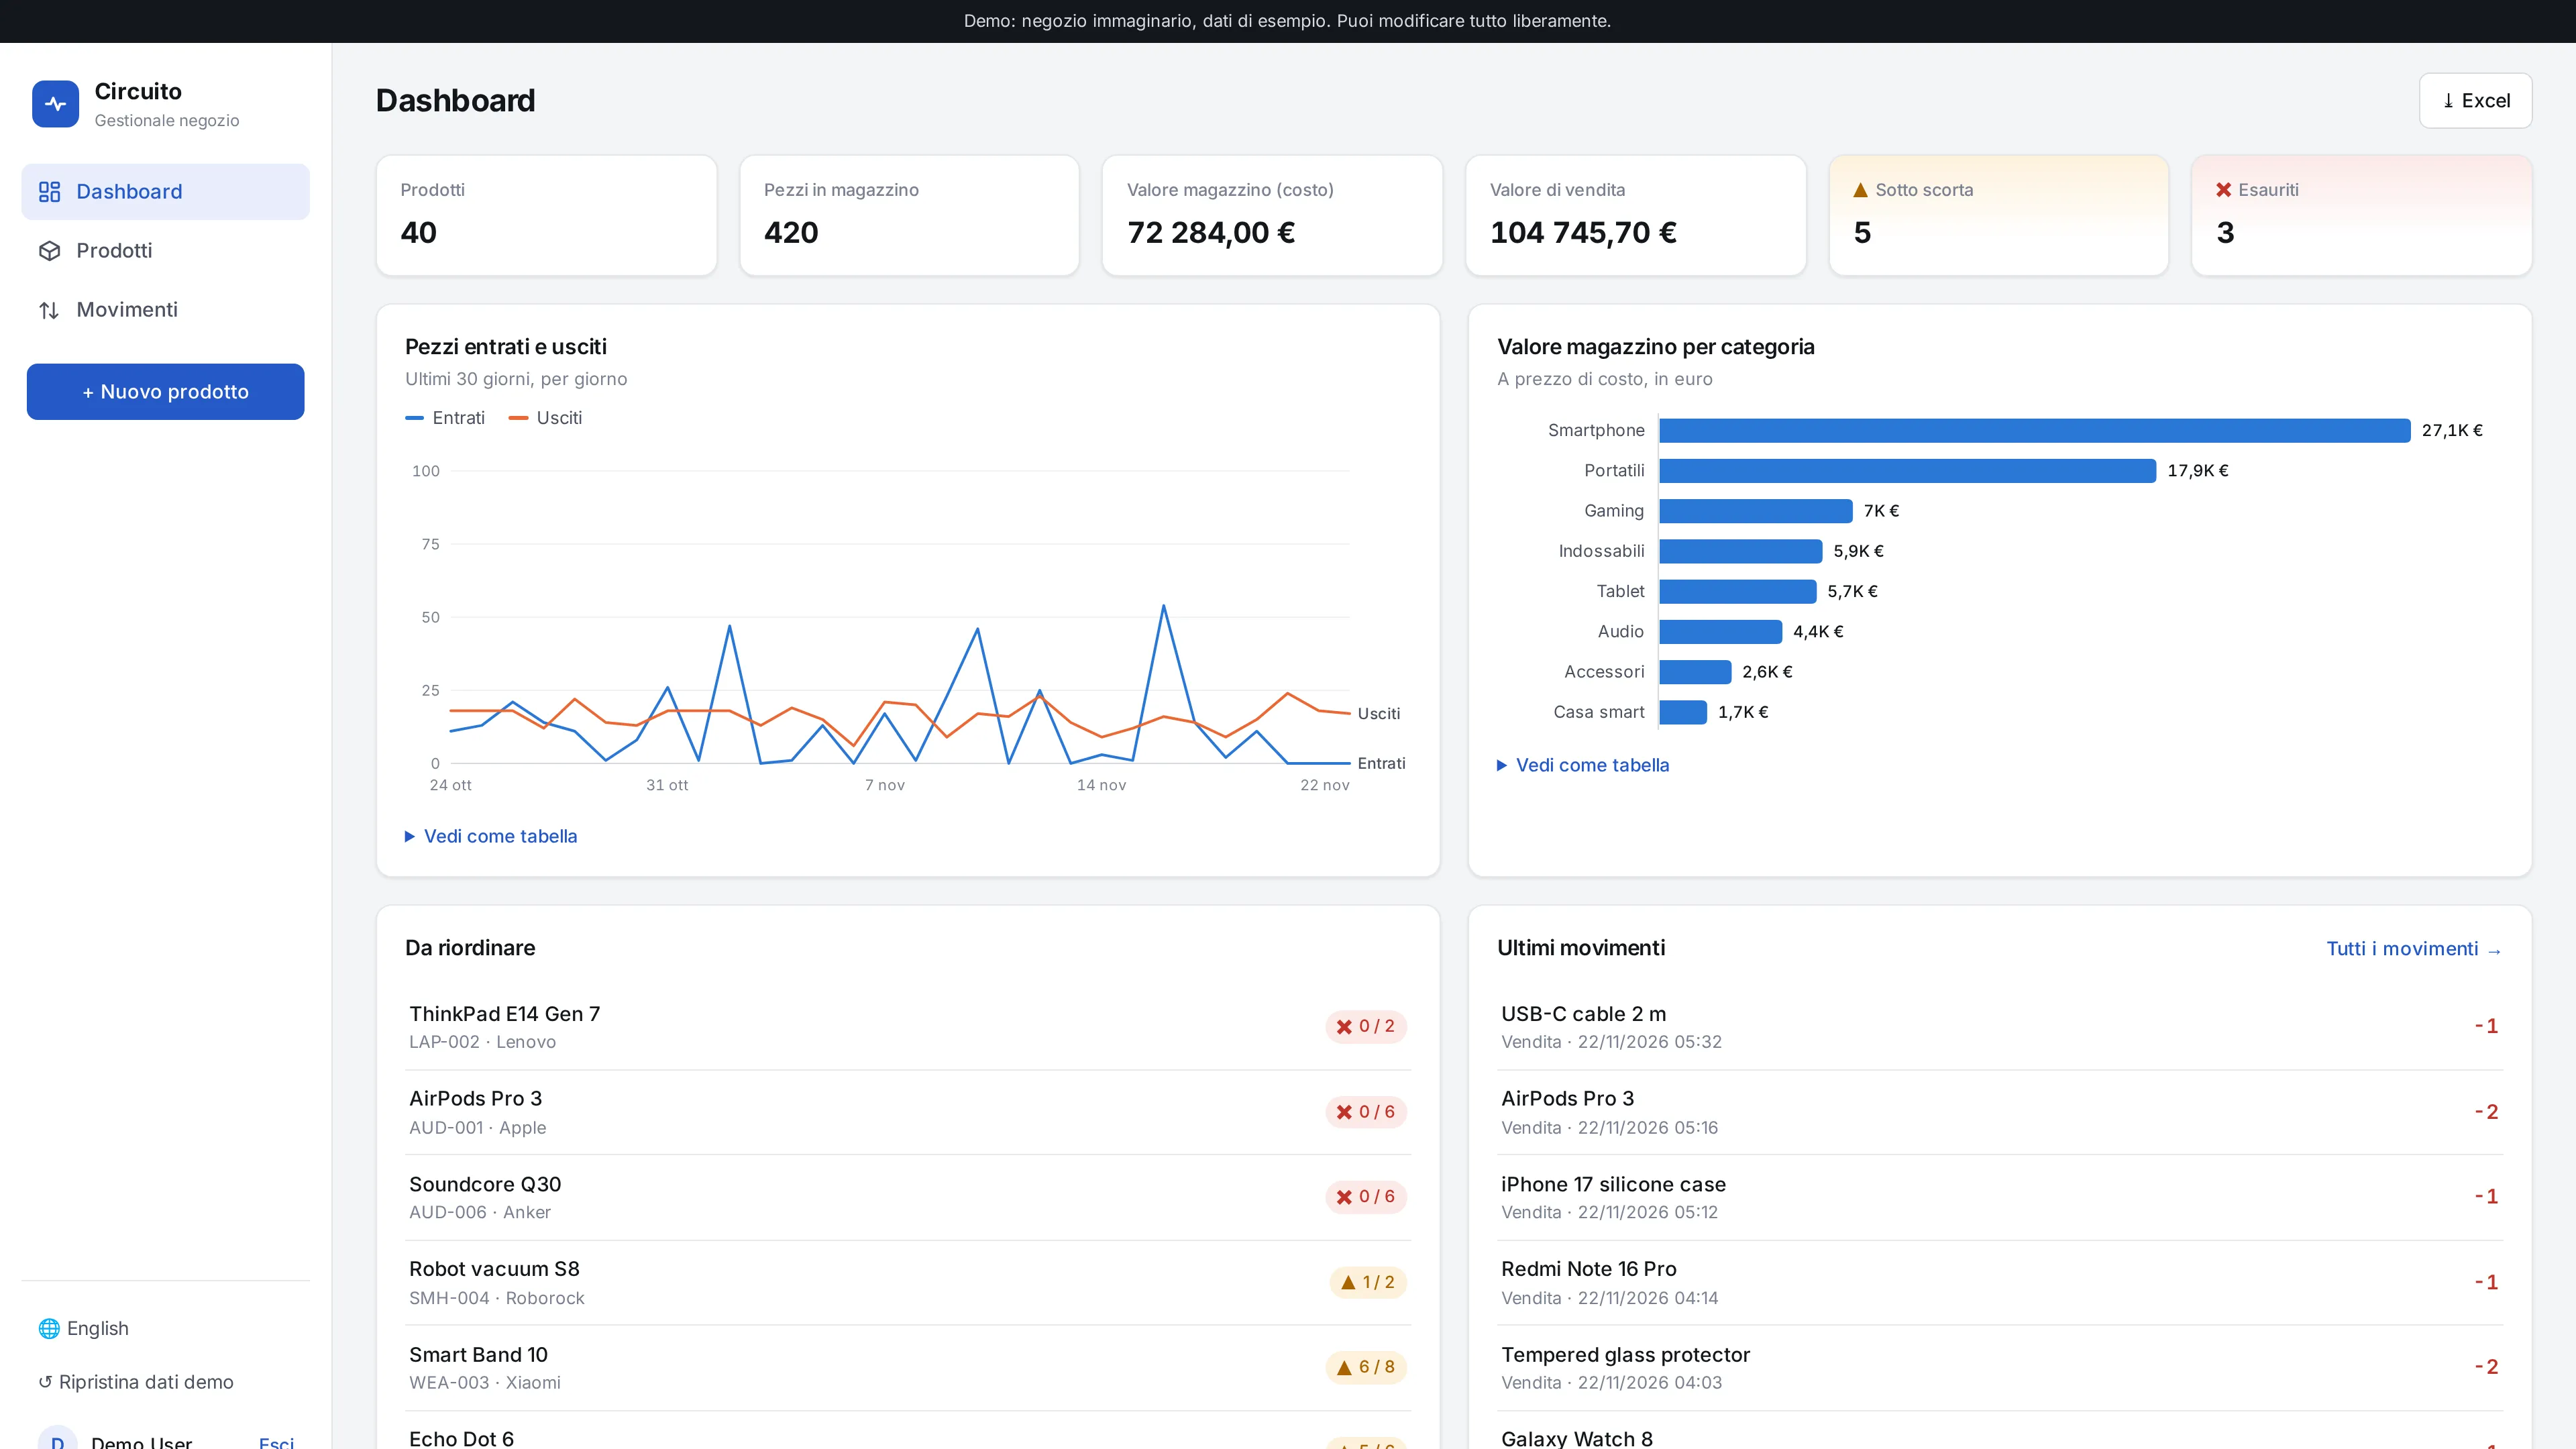 Demo: negozio immaginario, dati di esempio. Puoi modificare tutto liberamente.
Circuito
Gestionale negozio
Dashboard
Prodotti
Movimenti
+ Nuovo prodotto
🌐 English
↺ Ripristina dati demo
D
Demo User
Esci
Dashboard
⤓ Excel
Prodotti
40
Pezzi in magazzino
420
Valore magazzino (costo)
72 284,00 €
Valore di vendita
104 745,70 €
▲ Sotto scorta
5
✖ Esauriti
3
Pezzi entrati e usciti
Ultimi 30 giorni, per giorno
Entrati
Usciti
100
75
50
25
0
24 ott
31 ott
7 nov
14 nov
22 nov
Usciti
Entrati
▶ Vedi come tabella
Valore magazzino per categoria
A prezzo di costo, in euro
Smartphone 27,1K €
Portatili 17,9K €
Gaming 7K €
Indossabili 5,9K €
Tablet 5,7K €
Audio 4,4K €
Accessori 2,6K €
Casa smart 1,7K €
▶ Vedi come tabella
Da riordinare
ThinkPad E14 Gen 7
LAP-002 · Lenovo
✖ 0 / 2
AirPods Pro 3
AUD-001 · Apple
✖ 0 / 6
Soundcore Q30
AUD-006 · Anker
✖ 0 / 6
Robot vacuum S8
SMH-004 · Roborock
▲ 1 / 2
Smart Band 10
WEA-003 · Xiaomi
▲ 6 / 8
Echo Dot 6
Ultimi movimenti
Tutti i movimenti →
USB-C cable 2 m
Vendita · 22/11/2026 05:32
-1
AirPods Pro 3
Vendita · 22/11/2026 05:16
-2
iPhone 17 silicone case
Vendita · 22/11/2026 05:12
-1
Redmi Note 16 Pro
Vendita · 22/11/2026 04:14
-1
Tempered glass protector
Vendita · 22/11/2026 04:03
-2
Galaxy Watch 8